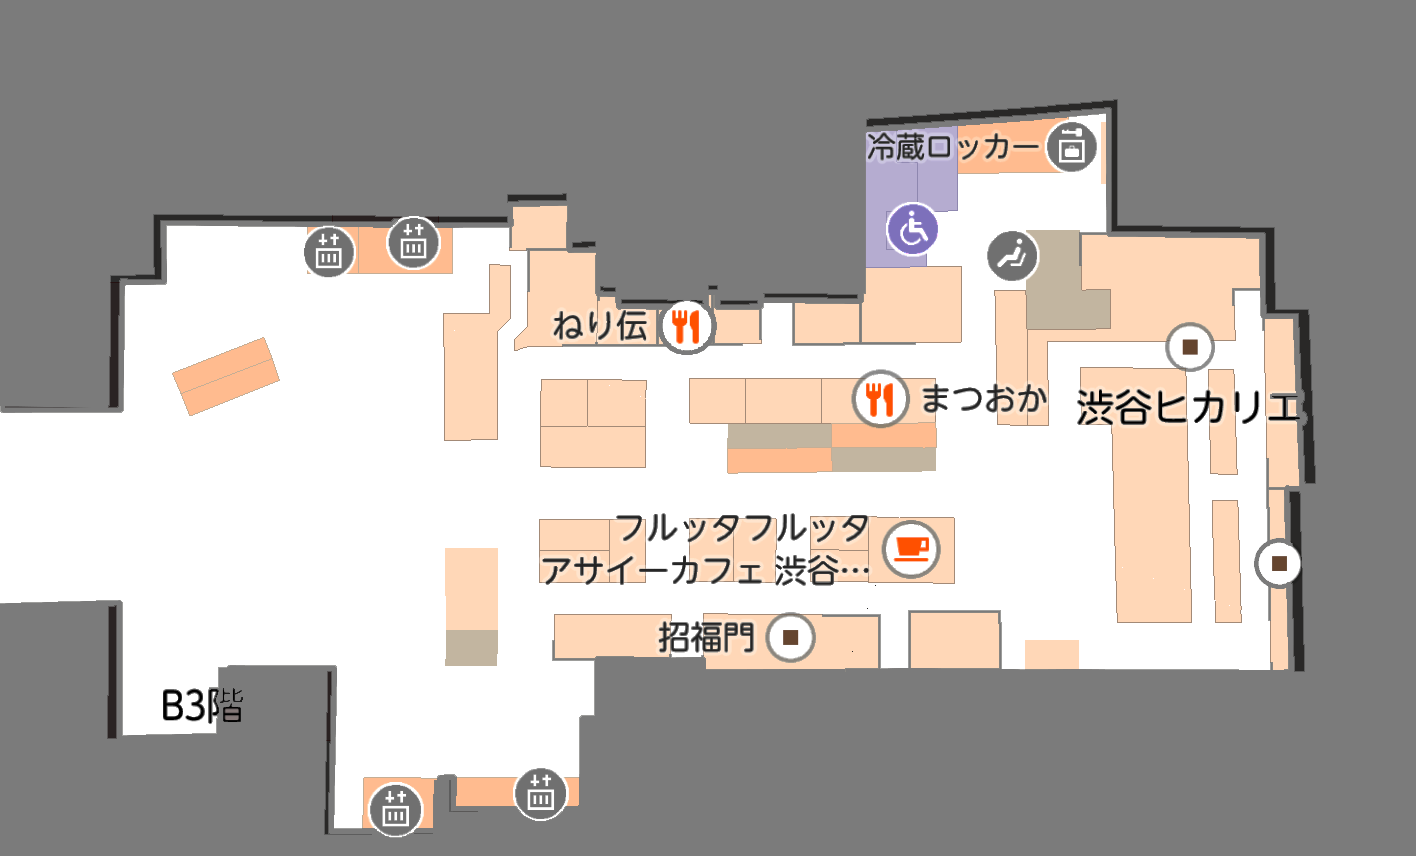 冷蔵ロッカー
ねり伝
まつおか
渋谷ヒカリエ
フルッタフルッタ
アサイーカフェ 渋谷…
招福門
B3階